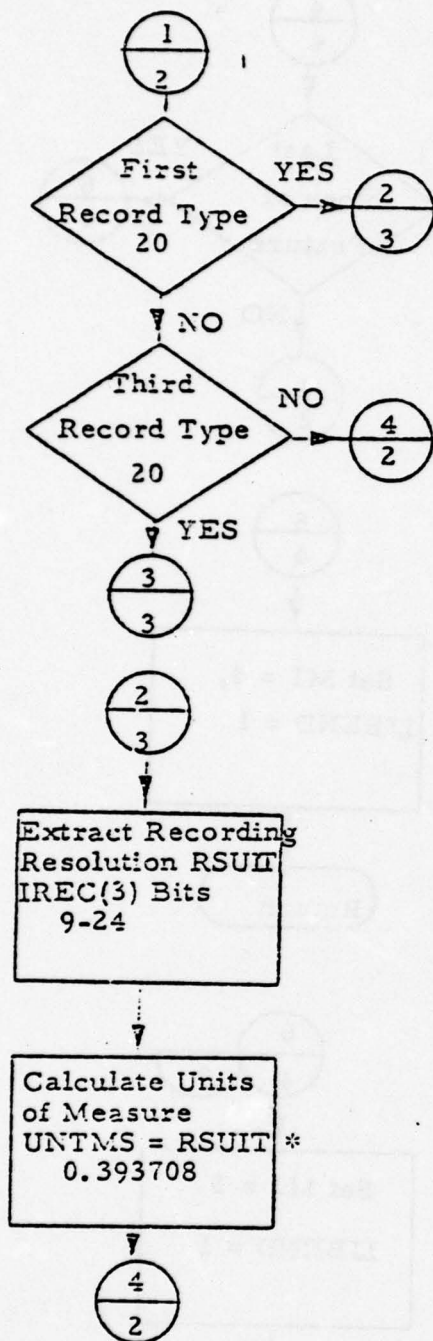 1
2
First
Record Type
20
YES
2
3
NO
Third
Record Type
20
NO
4
2
YES
3
3
2
3
Extract Recording
Resolution RSUIT
IREC(3) Bits
9-24
Calculate Units
of Measure
UNTMS = RSUIT *
0.393708
4
2